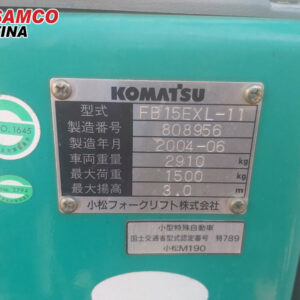 SAMCO
TINA
KOMATSU
型式 FB15EXL-11
製造番号 808956
製造年月 2004-06
車両重量 2910 kg
最大荷重 1500 kg
最大揚高 3.0 m
小松フォークリフト株式会社
小型特殊自動車
国土交通省型式認定番号 特789
小松M190
NO. 1645